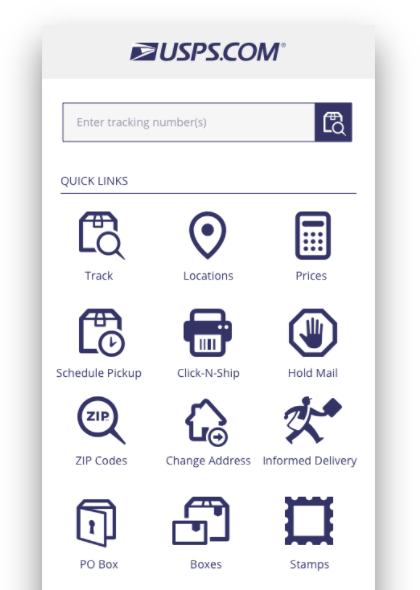 USPS.COM®
Enter tracking number(s)
QUICK LINKS
Track
Locations
Prices
Schedule Pickup
Click-N-Ship
Hold Mail
ZIP
ZIP Codes
Change Address
Informed Delivery
PO Box
Boxes
Stamps